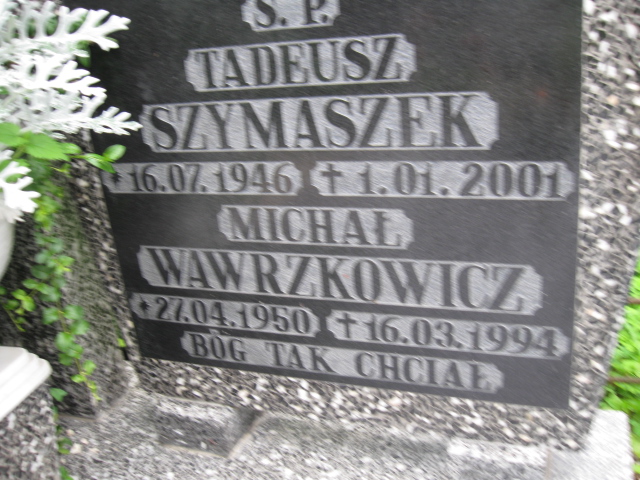 Ś. P.
TADEUSZ
SZYMASZEK
* 16.07.1946 † 1.01.2001
MICHAŁ
WAWRZKOWICZ
* 27.04.1950 † 16.03.1994
BÓG TAK CHCIAŁ